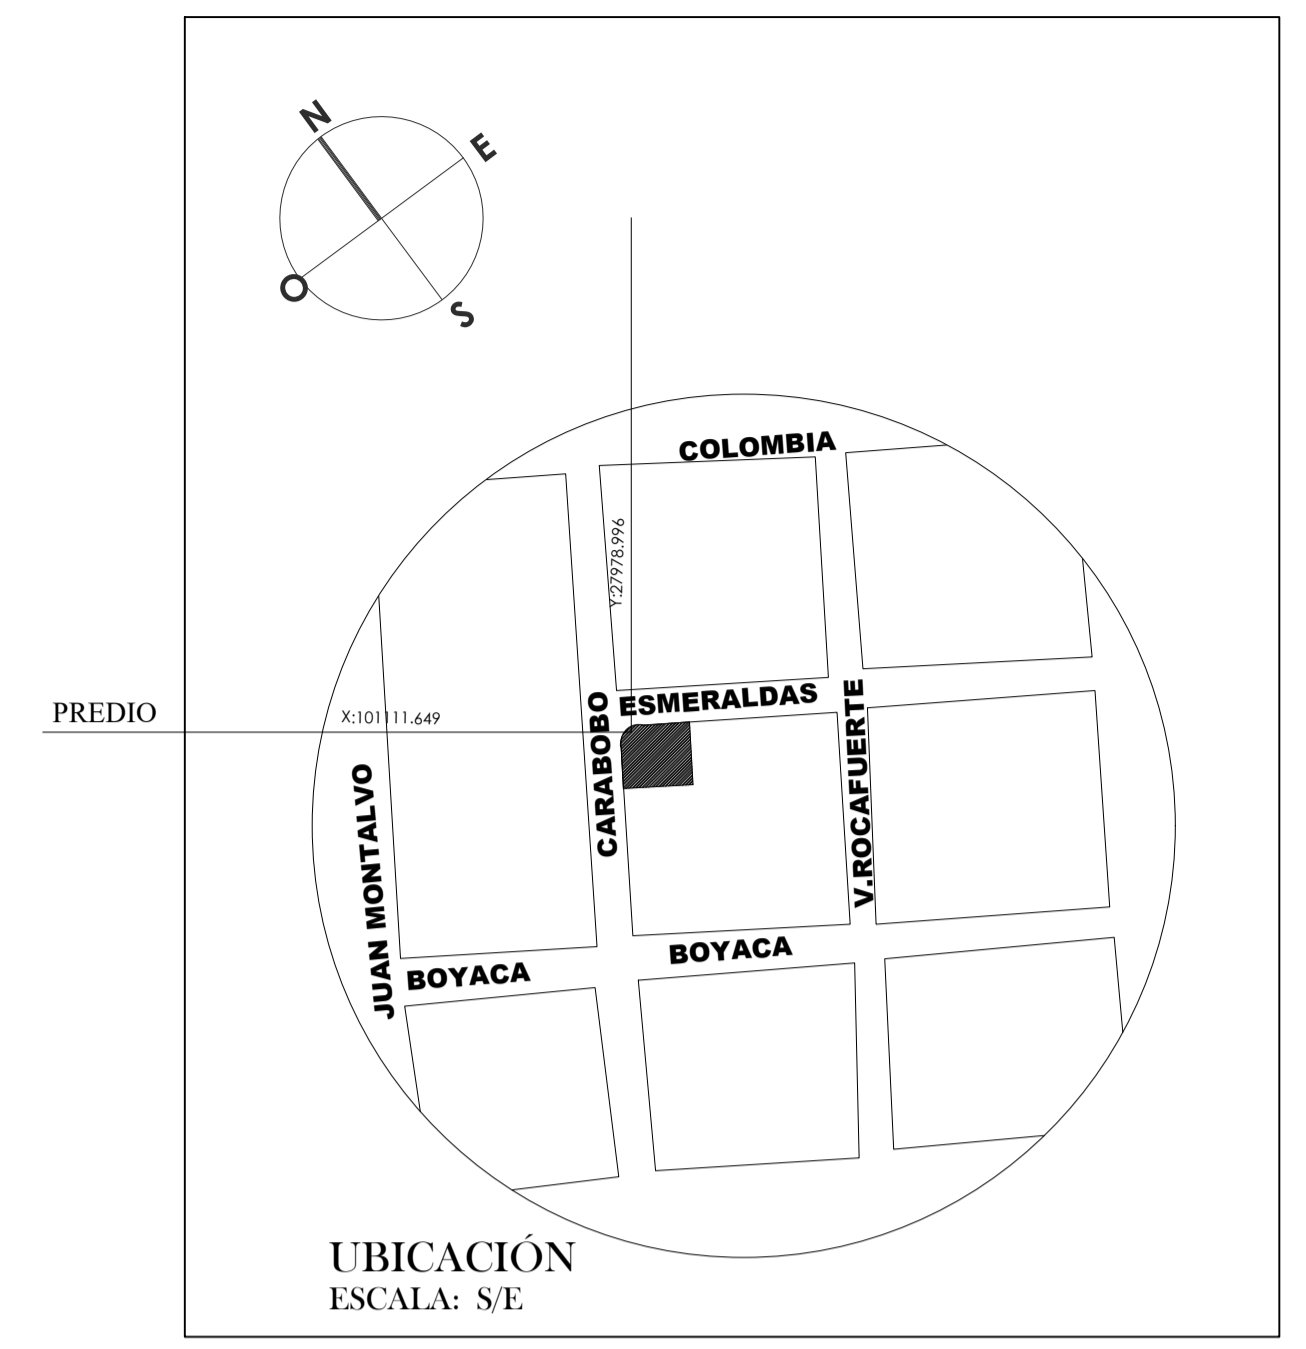 N
E
O
S
COLOMBIA
Y:27978.996
ESMERALDAS
PREDIO
X:101111.649
CARABOBO
V.ROCAFUERTE
JUAN MONTALVO
BOYACA
BOYACA
UBICACIÓN
ESCALA: S/E